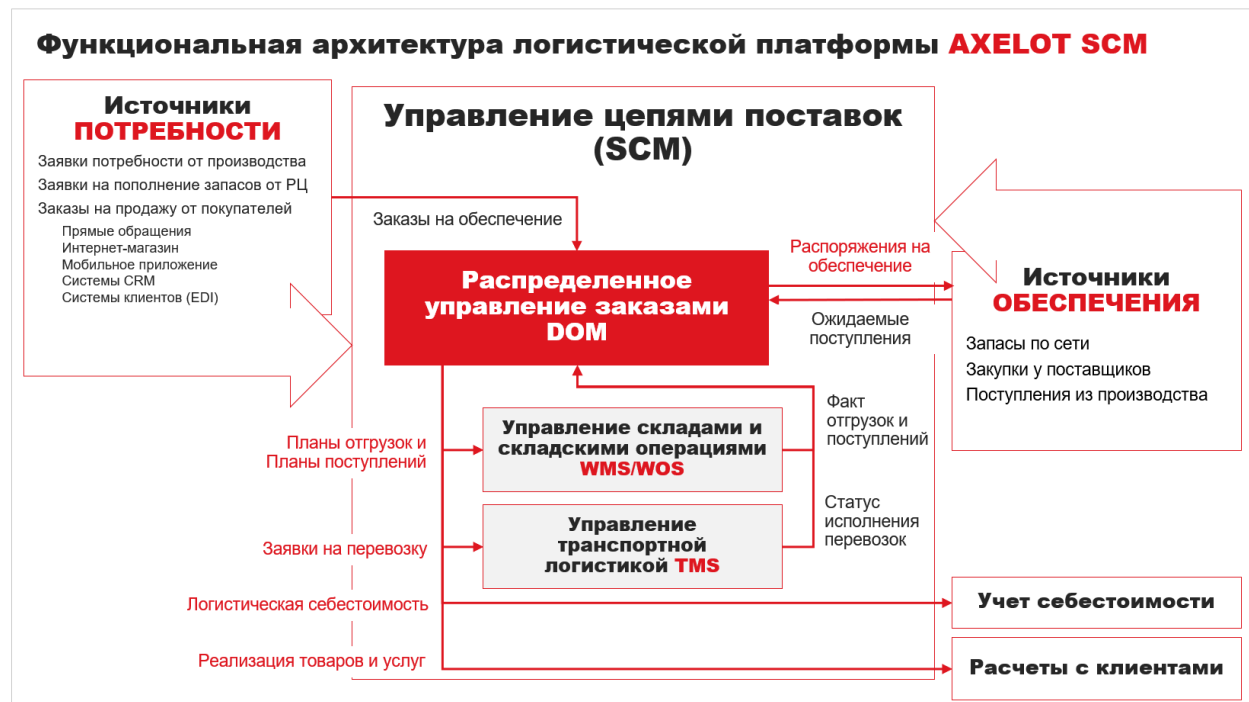 Функциональная архитектура логистической платформы AXELOT SCM
Источники
ПОТРЕБНОСТИ
Заявки потребности от производства
Заявки на пополнение запасов от РЦ
Заказы на продажу от покупателей
Прямые обращения
Интернет-магазин
Мобильное приложение
Системы CRM
Системы клиентов (EDI)
Управление цепями поставок
(SCM)
Заказы на обеспечение
Распределенное
управление заказами
DOM
Распоряжения на
обеспечение
Ожидаемые
поступления
Источники
ОБЕСПЕЧЕНИЯ
Запасы по сети
Закупки у поставщиков
Поступления из производства
Планы отгрузок и
Планы поступлений
Управление складами и
складскими операциями
WMS/WOS
Факт
отгрузок и
поступлений
Заявки на перевозку
Управление
транспортной
логистикой TMS
Статус
исполнения
перевозок
Логистическая себестоимость
Учет себестоимости
Реализация товаров и услуг
Расчеты с клиентами